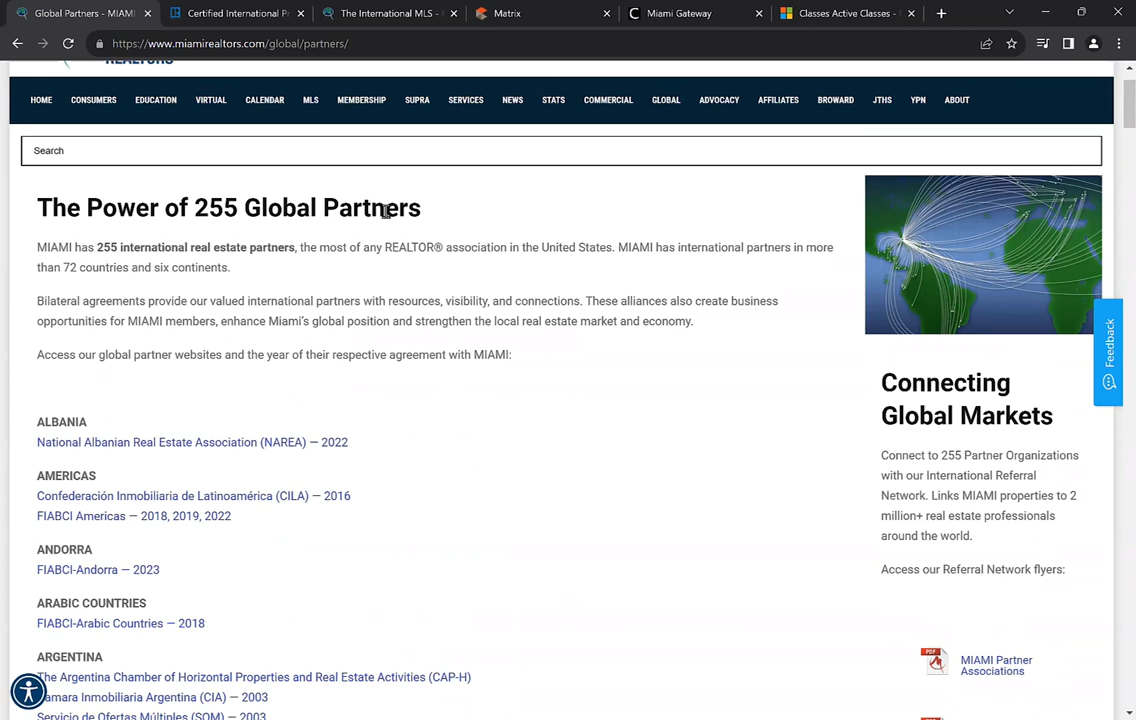 Global Partners - MIAMI
Certified International P
The International MLS -
Matrix
Miami Gateway
Classes Active Classes -
https://www.miamirealtors.com/global/partners/
REALTORS
HOME CONSUMERS EDUCATION VIRTUAL CALENDAR MLS MEMBERSHIP SUPRA SERVICES NEWS STATS COMMERCIAL GLOBAL ADVOCACY AFFILIATES BROWARD JTHS YPN ABOUT
Search
The Power of 255 Global Partners
MIAMI has 255 international real estate partners, the most of any REALTOR® association in the United States. MIAMI has international partners in more
than 72 countries and six continents.
Bilateral agreements provide our valued international partners with resources, visibility, and connections. These alliances also create business
opportunities for MIAMI members, enhance Miami’s global position and strengthen the local real estate market and economy.
Access our global partner websites and the year of their respective agreement with MIAMI:
ALBANIA
National Albanian Real Estate Association (NAREA) — 2022
AMERICAS
Confederación Inmobiliaria de Latinoamérica (CILA) — 2016
FIABCI Americas — 2018, 2019, 2022
ANDORRA
FIABCI-Andorra — 2023
ARABIC COUNTRIES
FIABCI-Arabic Countries — 2018
ARGENTINA
The Argentina Chamber of Horizontal Properties and Real Estate Activities (CAP-H)
Camara Inmobiliaria Argentina (CIA) — 2003
Servicio de Ofertas Múltiples (SOM) — 2003
Connecting
Global Markets
Connect to 255 Partner Organizations
with our International Referral
Network. Links MIAMI properties to 2
million+ real estate professionals
around the world.
Access our Referral Network flyers:
PDF
MIAMI Partner
Associations
Feedback